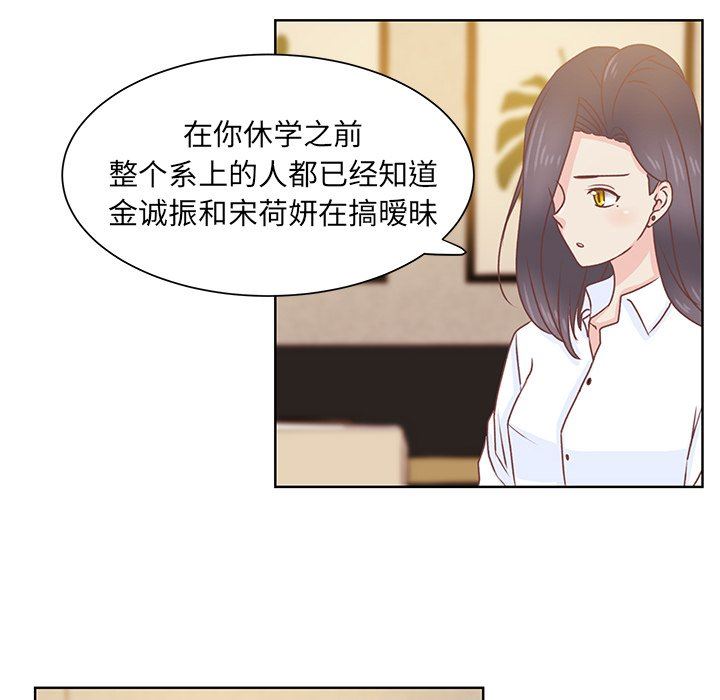 在你休学之前
整个系上的人都已经知道
金诚振和宋荷妍在搞暧昧